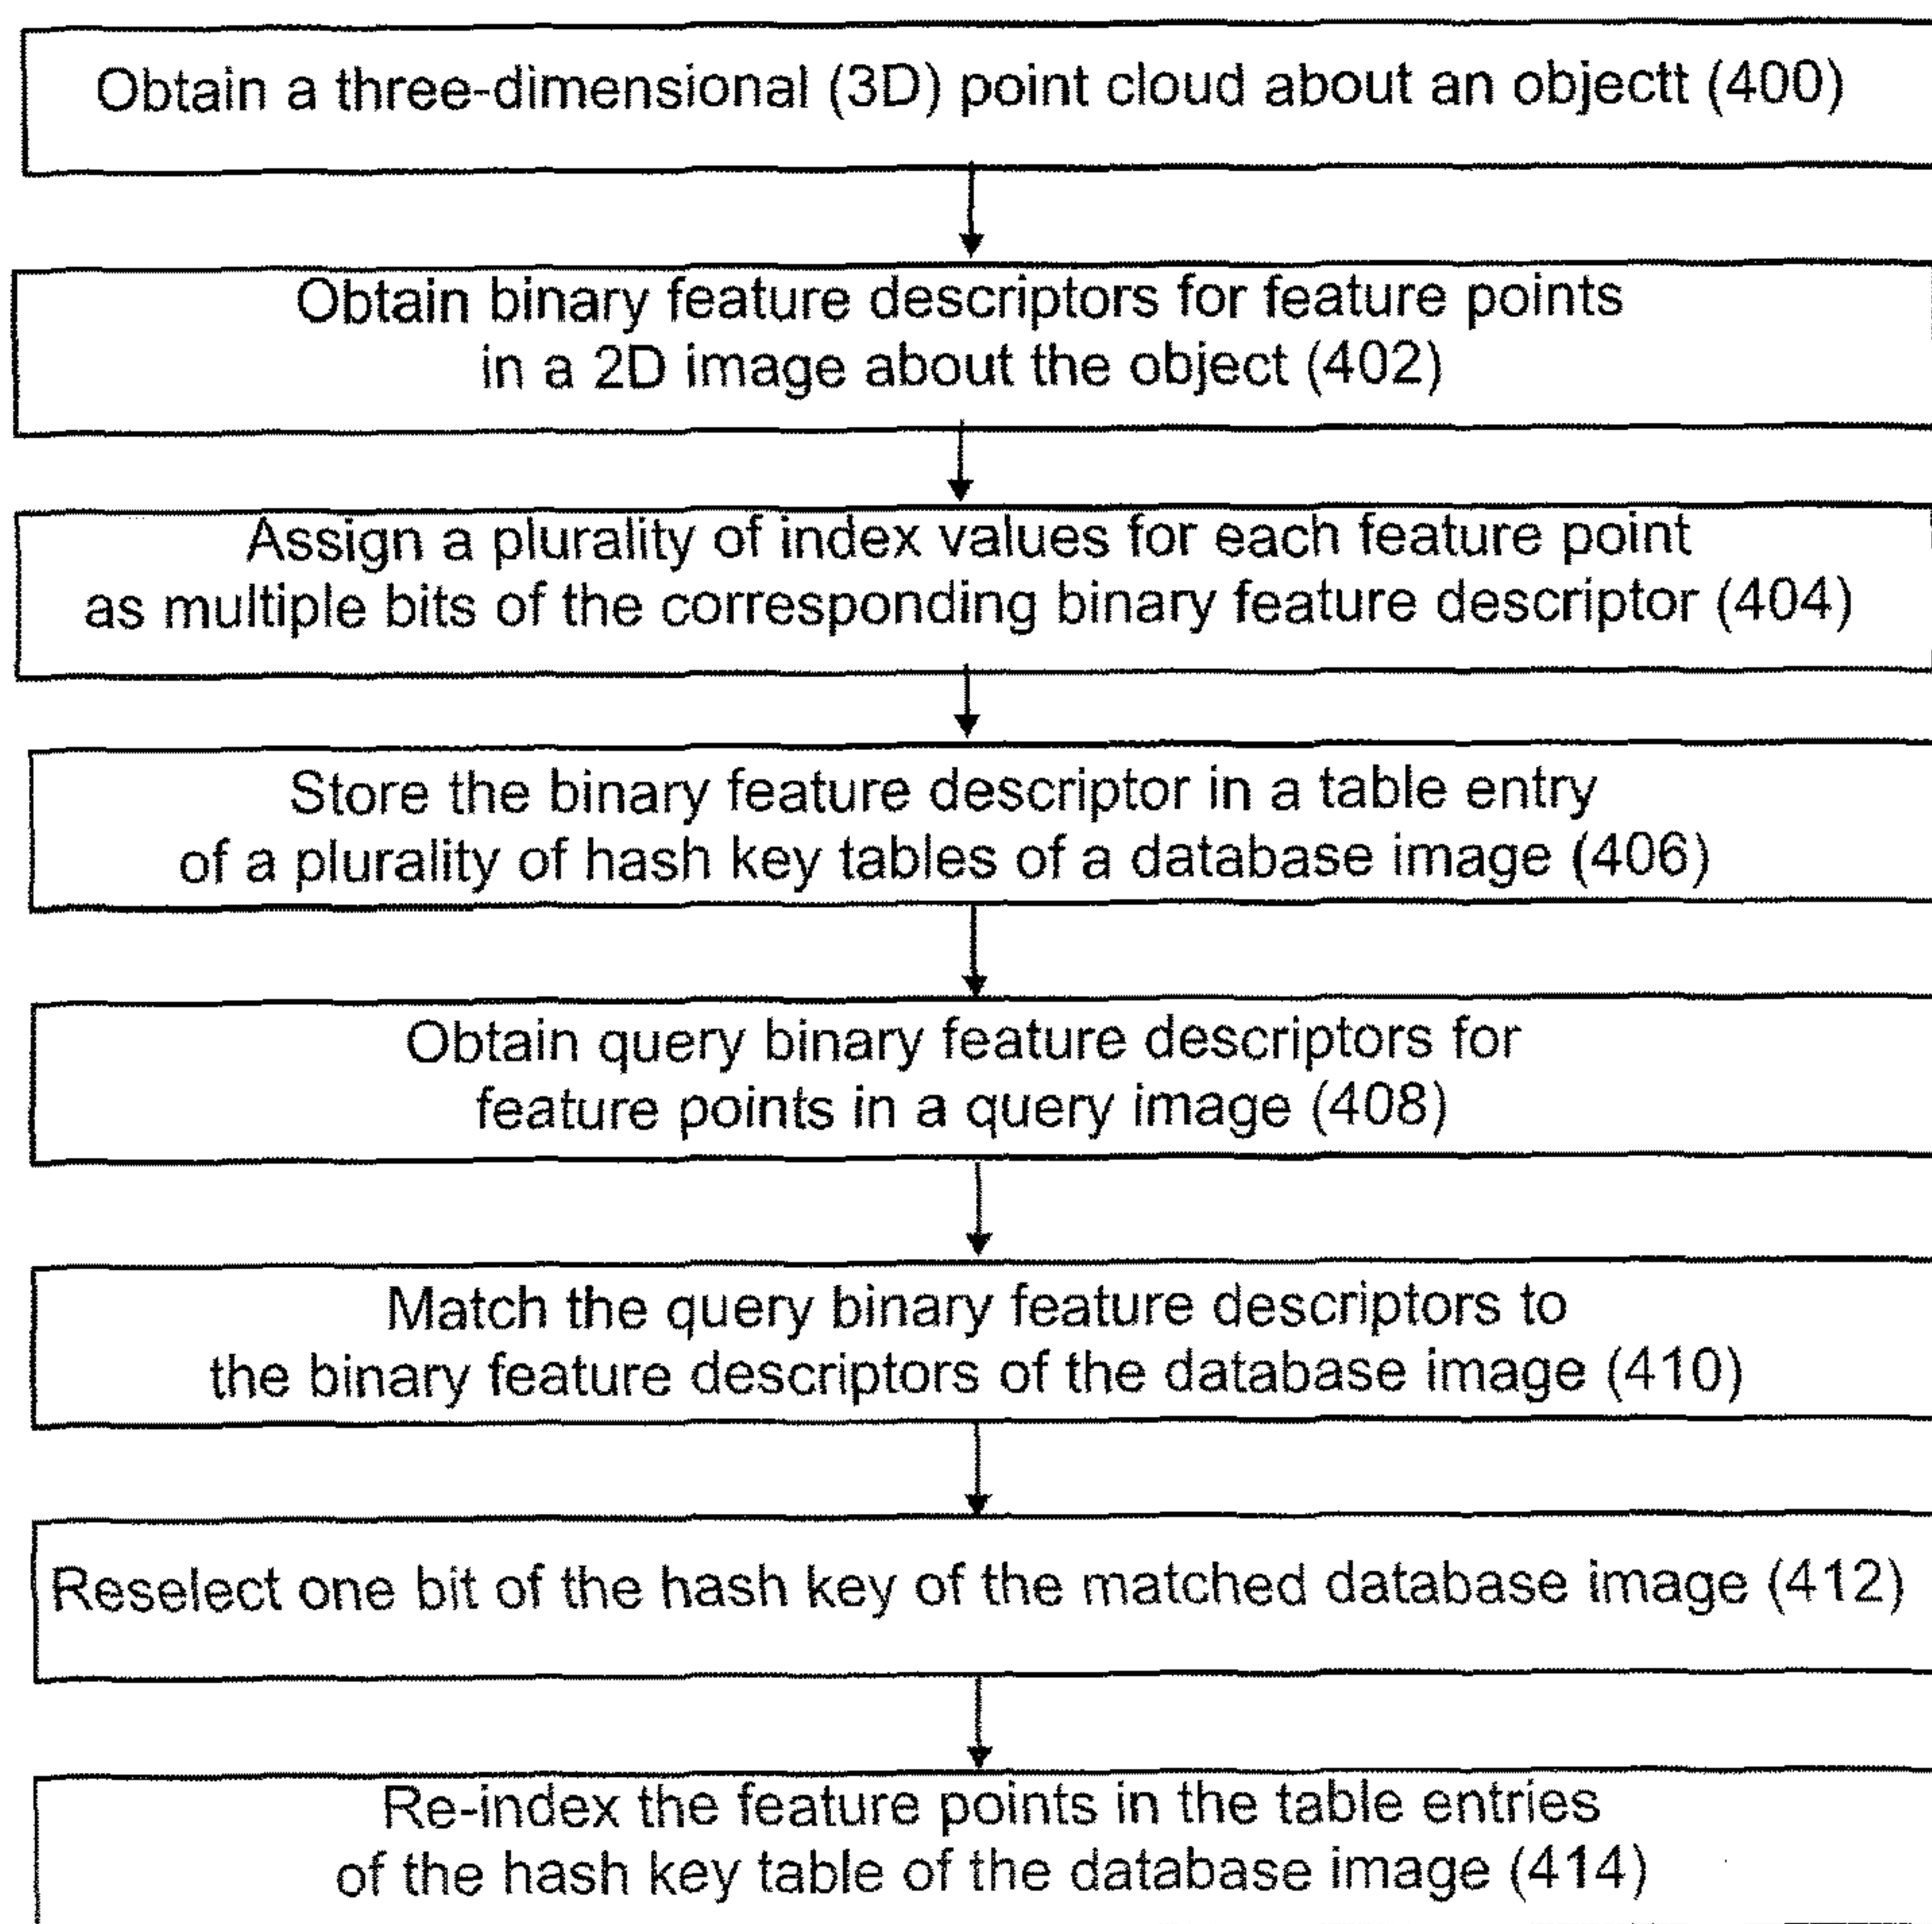 Obtain a three-dimensional (3D) point cloud about an objectt (400)
Obtain binary feature descriptors for feature points
in a 2D image about the object (402)
Assign a plurality of index values for each feature point
as multiple bits of the corresponding binary feature descriptor (404)
Store the binary feature descriptor in a table entry
of a plurality of hash key tables of a database image (406)
Obtain query binary feature descriptors for
feature points in a query image (408)
Match the query binary feature descriptors to
the binary feature descriptors of the database image (410)
Reselect one bit of the hash key of the matched database image (412)
Re-index the feature points in the table entries
of the hash key table of the database image (414)